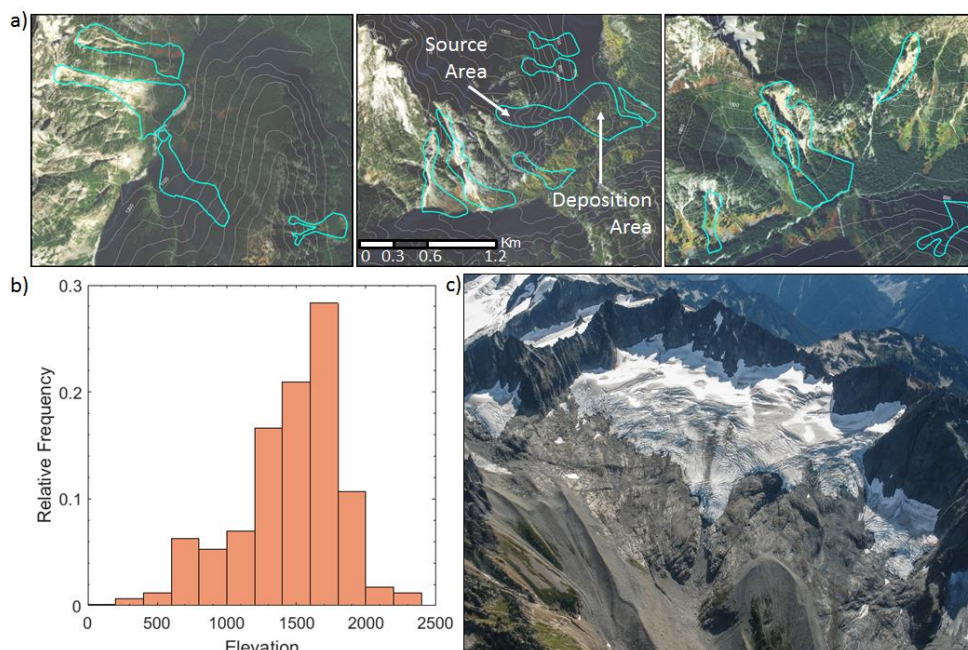 a)
Source
Area
Deposition
Area
Km
0 0.3 0.6 1.2
b)
c)
0.3
0.2
0.1
0
Relative Frequency
0 500 1000 1500 2000 2500
Elevation